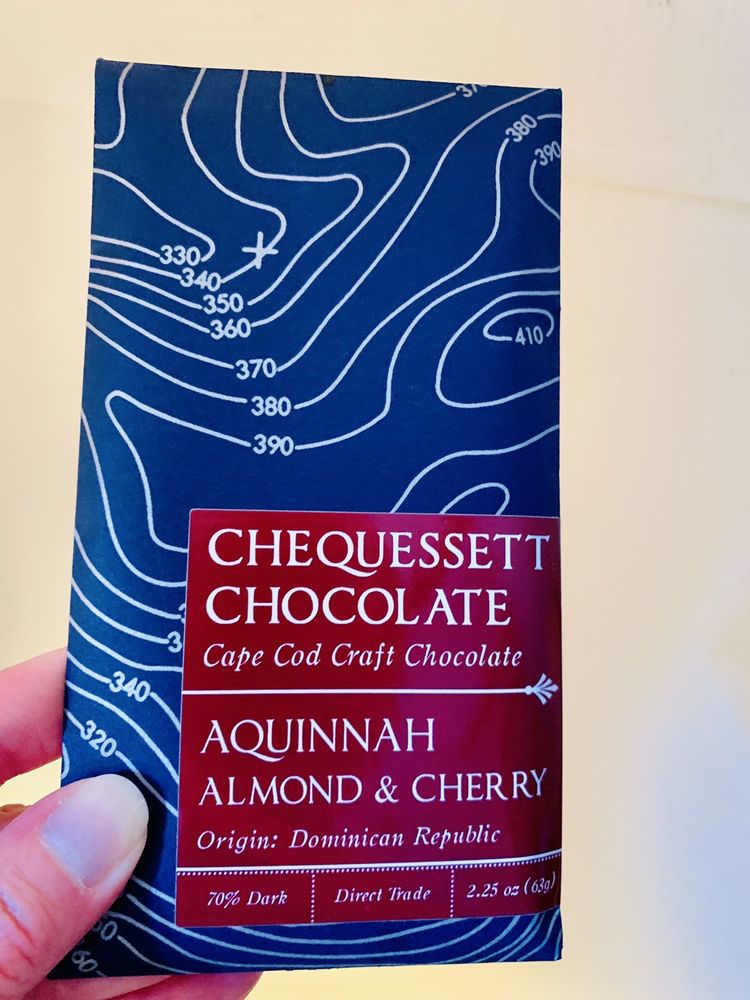 380
390
330
340
350
360
410
370
380
390
CHEQUESSETT
CHOCOLATE
Cape Cod Craft Chocolate
340
AQUINNAH
320
ALMOND & CHERRY
Origin: Dominican Republic
70% Dark
Direct Trade
2.25 oz (63g)